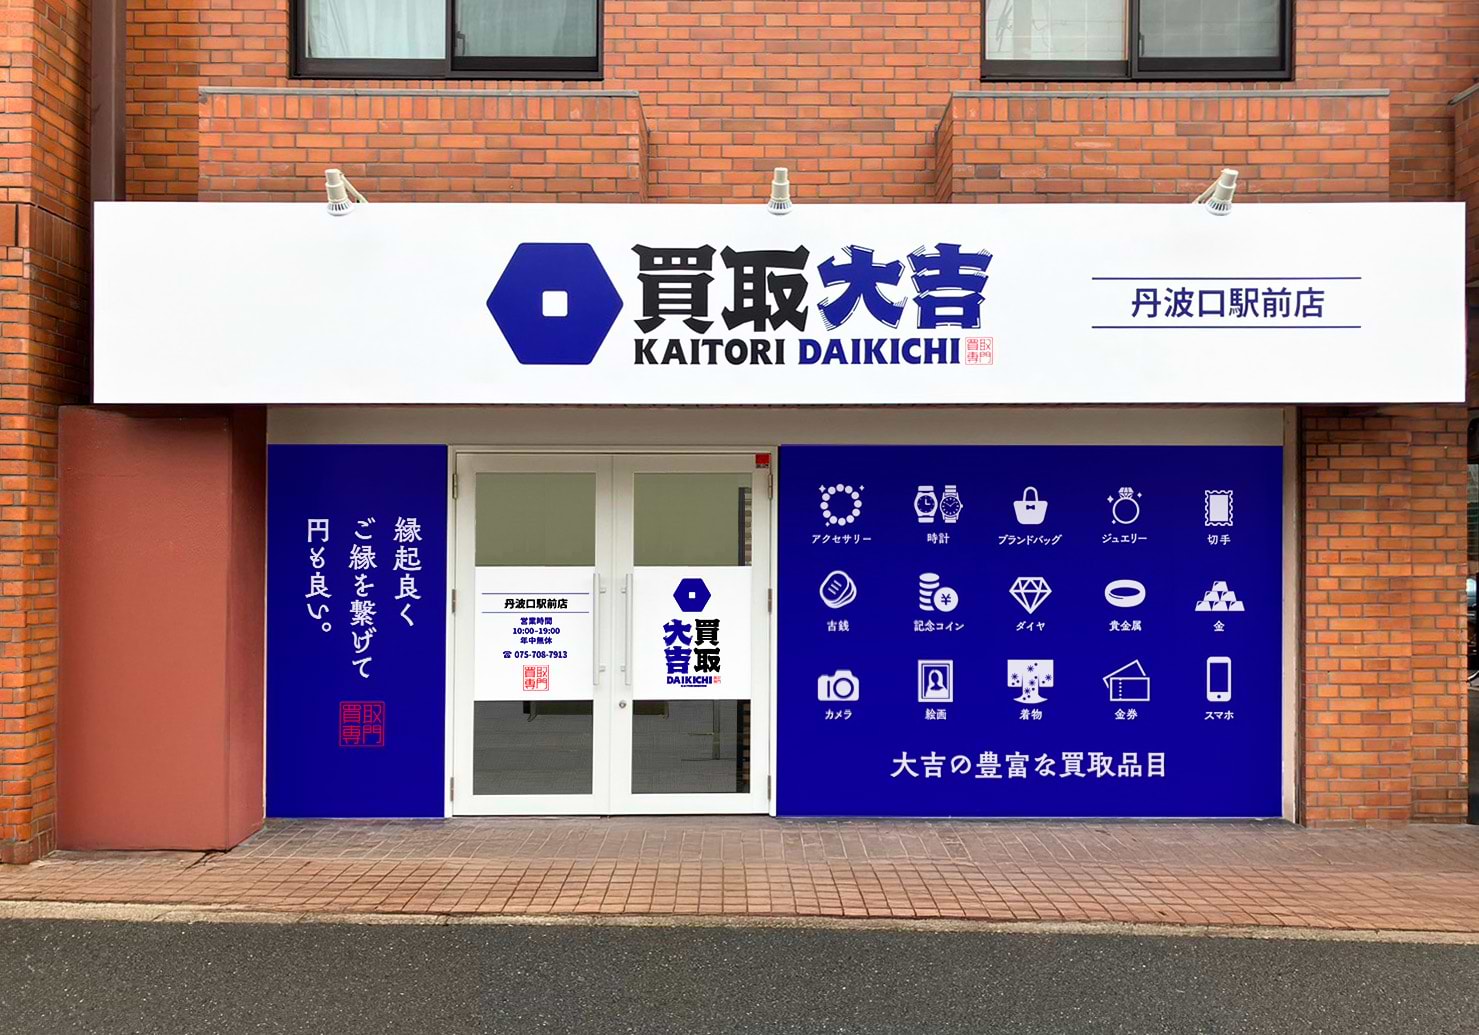 買取大吉
KAITORI DAIKICHI
買取
専門
丹波口駅前店
縁起良く
ご縁を繋げて
円も良い。
買取
専門
丹波口駅前店
営業時間
10:00-19:00
年中無休
☎ 075-708-7913
買取
専門
買取
大吉
DAIKICHI
アクセサリー
時計
ブランドバッグ
ジュエリー
切手
古銭
記念コイン
ダイヤ
貴金属
金
カメラ
絵画
着物
金券
スマホ
大吉の豊富な買取品目